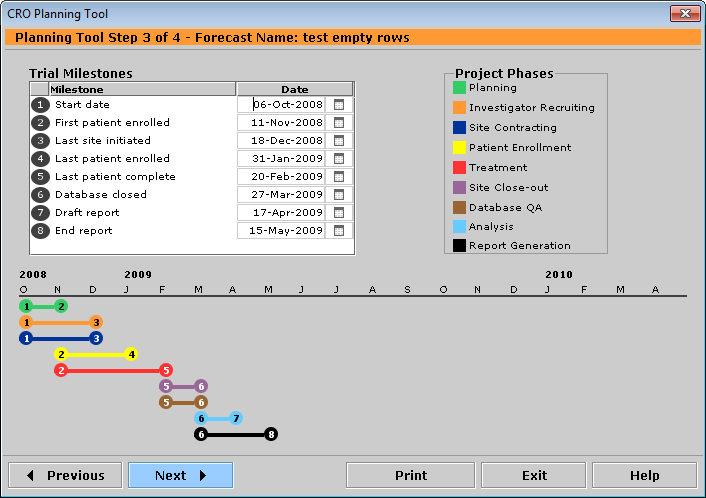 CRO Planning Tool
Planning Tool Step 3 of 4 - Forecast Name: test empty rows
Trial Milestones
Milestone Date
1 Start date 06-Oct-2008
2 First patient enrolled 11-Nov-2008
3 Last site initiated 18-Dec-2008
4 Last patient enrolled 31-Jan-2009
5 Last patient complete 20-Feb-2009
6 Database closed 27-Mar-2009
7 Draft report 17-Apr-2009
8 End report 15-May-2009
Project Phases
Planning
Investigator Recruiting
Site Contracting
Patient Enrollment
Treatment
Site Close-out
Database QA
Analysis
Report Generation
2008 2009 2010
O N D J F M A M J J A S O N D J F M A
1 2
1 3
1 3
2 4
2 5
5 6
5 6
6 7
6 8
Previous Next Print Exit Help